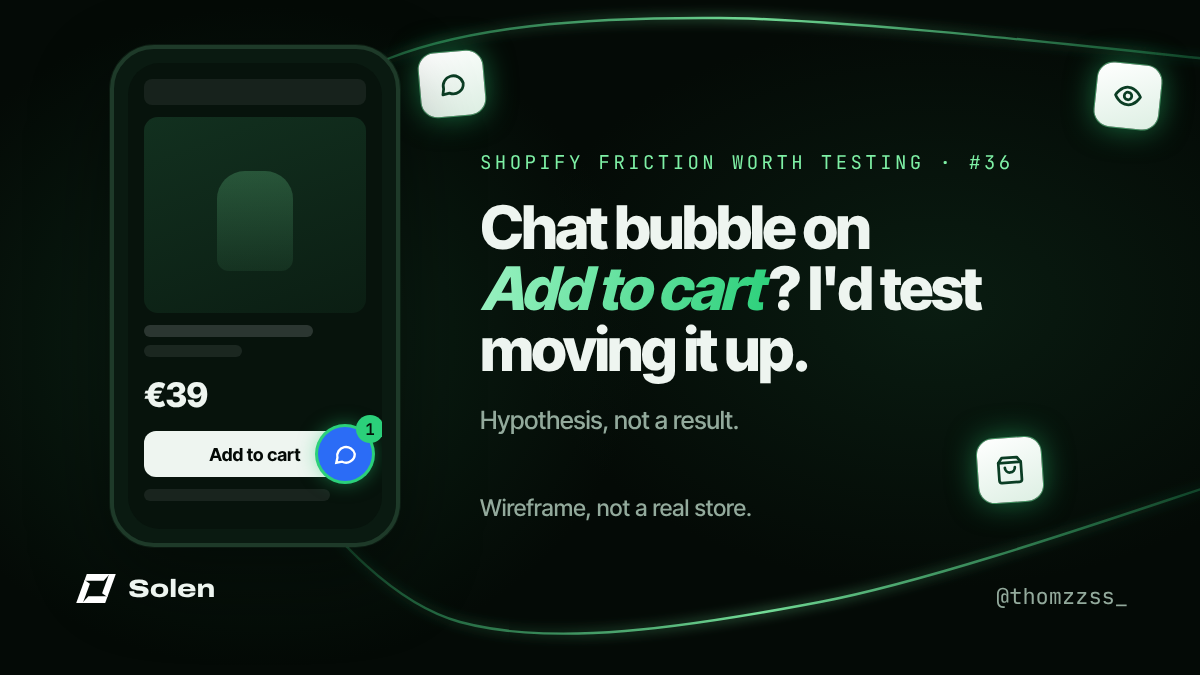 SHOPIFY FRICTION WORTH TESTING · #36
Chat bubble on
Add to cart? I'd test
moving it up.
Hypothesis, not a result.
Wireframe, not a real store.
€39
Add to cart
1
Solen
@thomzzss_